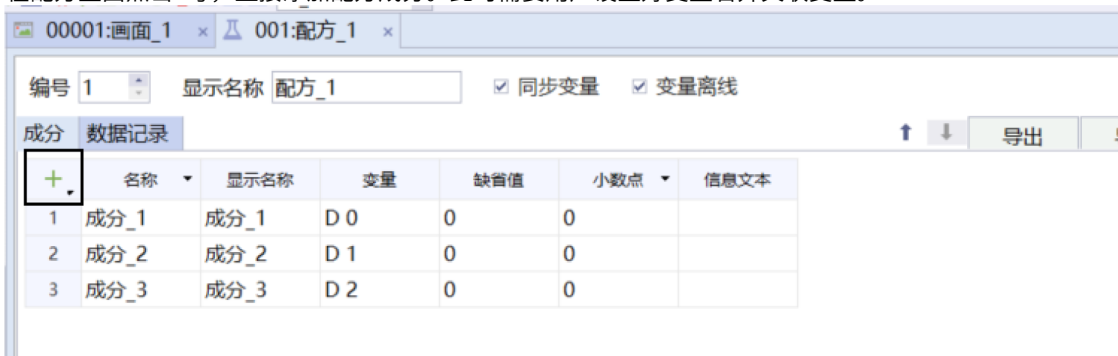 00001:画面_1 × 001:配方_1 ×
编号 1 显示名称 配方_1 同步变量 变量离线
成分 数据记录 导出
名称 显示名称 变量 缺省值 小数点 信息文本
1 成分_1 成分_1 D 0 0 0
2 成分_2 成分_2 D 1 0 0
3 成分_3 成分_3 D 2 0 0